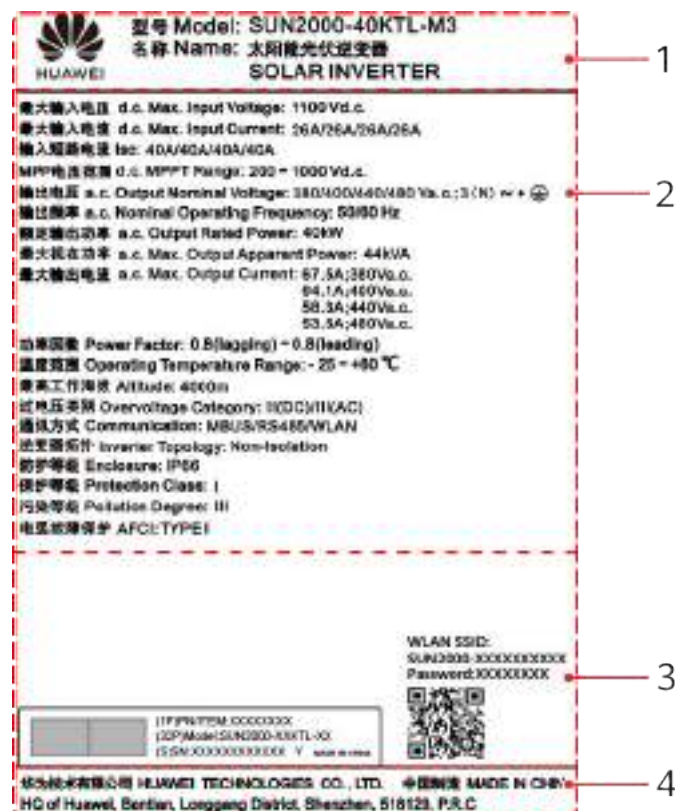 型号 Model: SUN2000-40KTL-M3
名称 Name: 太阳能光伏逆变器
SOLAR INVERTER
HUAWEI
1
最大输入电压 d.c. Max. Input Voltage: 1100 Vd.c.
最大输入电流 d.c. Max. Input Current: 26A/26A/26A/26A
输入短路电流 Isc: 40A/40A/40A/40A
MPP电压范围 d.c. MPPT Range: 200 ~ 1000 Vd.c.
输出电压 a.c. Output Nominal Voltage: 380/400/440/480 Va.c.;3(N) ~ +
2
输出频率 a.c. Nominal Operating Frequency: 50/60 Hz
额定输出功率 a.c. Output Rated Power: 40kW
最大视在功率 a.c. Max. Output Apparent Power: 44kVA
最大输出电流 a.c. Max. Output Current: 67.5A;380Va.c.
64.1A;400Va.c.
58.3A;440Va.c.
53.5A;480Va.c.
功率因数 Power Factor: 0.8(lagging) ~ 0.8(leading)
温度范围 Operating Temperature Range: - 25 ~ +60 ℃
最高工作海拔 Altitude: 4000m
过电压类别 Overvoltage Category: II(DC)/III(AC)
通讯方式 Communication: MBUS/RS485/WLAN
逆变器拓扑 Inverter Topology: Non-Isolation
防护等级 Enclosure: IP66
保护等级 Protection Class: I
污染等级 Pollution Degree: III
电弧故障保护 AFCI:TYPE I
WLAN SSID:
SUN2000-XXXXXXXXXX
Password:XXXXXXXX
3
(1P)PN/ITEM:XXXXXXXX
(32P)Model:SUN2000-XXKTL-XX
(S)SN:XXXXXXXXXXXX Y MADE IN CHINA
华为技术有限公司 HUAWEI TECHNOLOGIES CO., LTD. 中国制造 MADE IN CHIN
4
HQ of Huawei, Bantian, Longgang District, Shenzhen, 518129, P.R.C